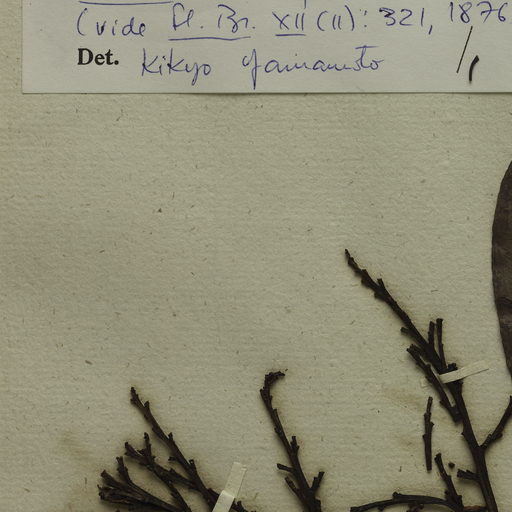 (vide Fl. Br. XII (II): 321, 1876
Det. Kikyo Yamamoto